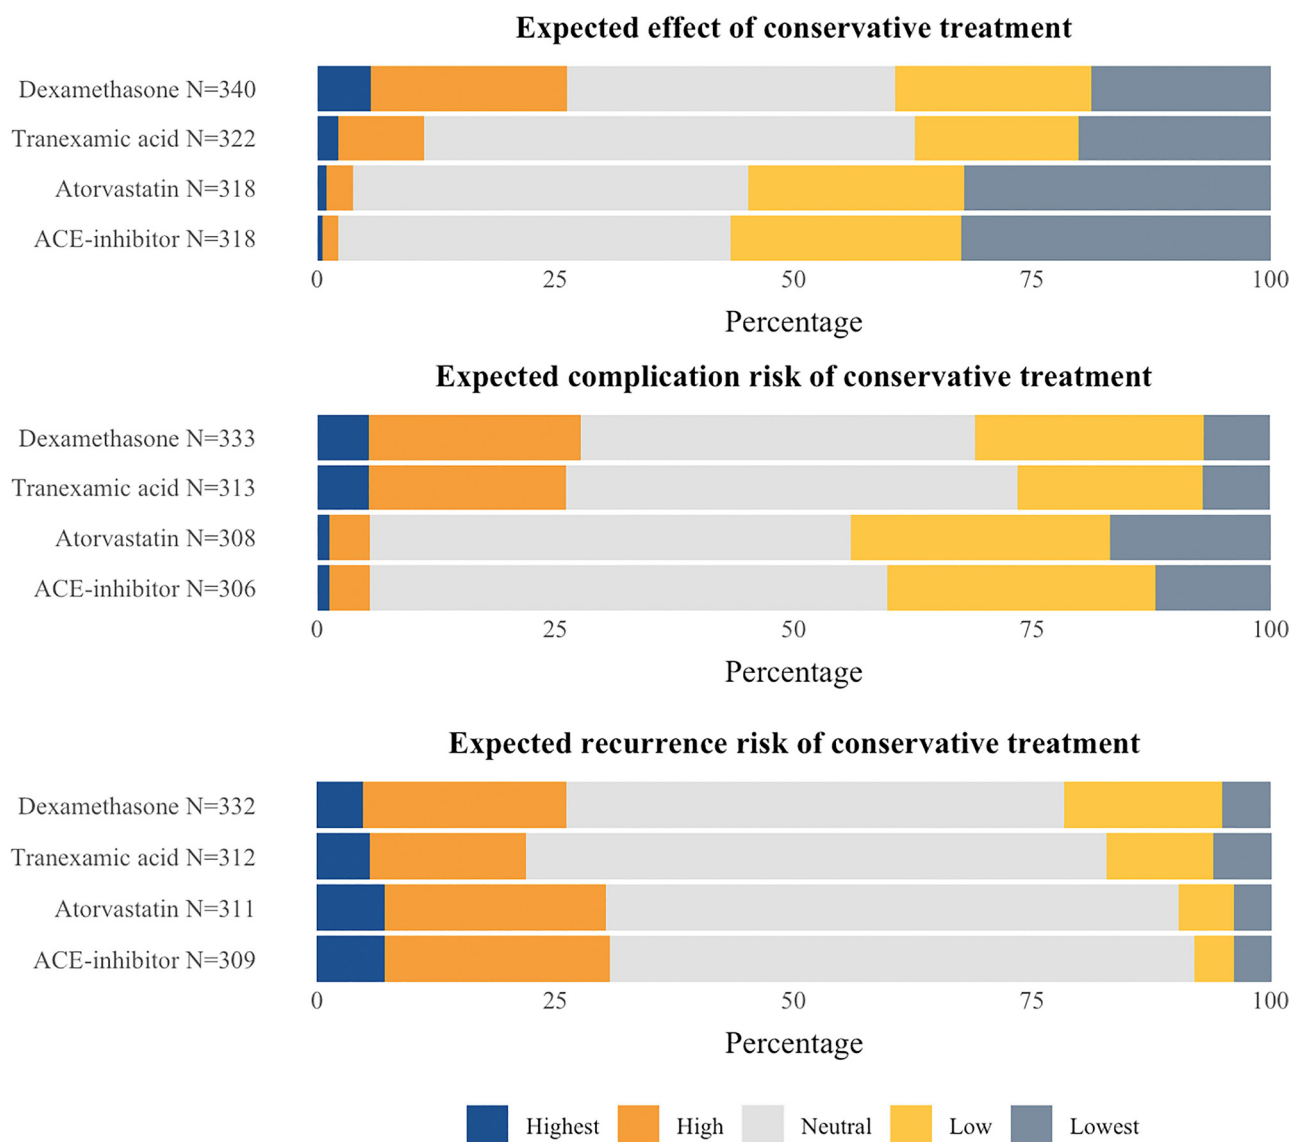 Expected effect of conservative treatment
Dexamethasone N=340
Tranexamic acid N=322
Atorvastatin N=318
ACE-inhibitor N=318
0 25 50 75 100
Percentage
Expected complication risk of conservative treatment
Dexamethasone N=333
Tranexamic acid N=313
Atorvastatin N=308
ACE-inhibitor N=306
0 25 50 75 100
Percentage
Expected recurrence risk of conservative treatment
Dexamethasone N=332
Tranexamic acid N=312
Atorvastatin N=311
ACE-inhibitor N=309
0 25 50 75 100
Percentage
Highest High Neutral Low Lowest